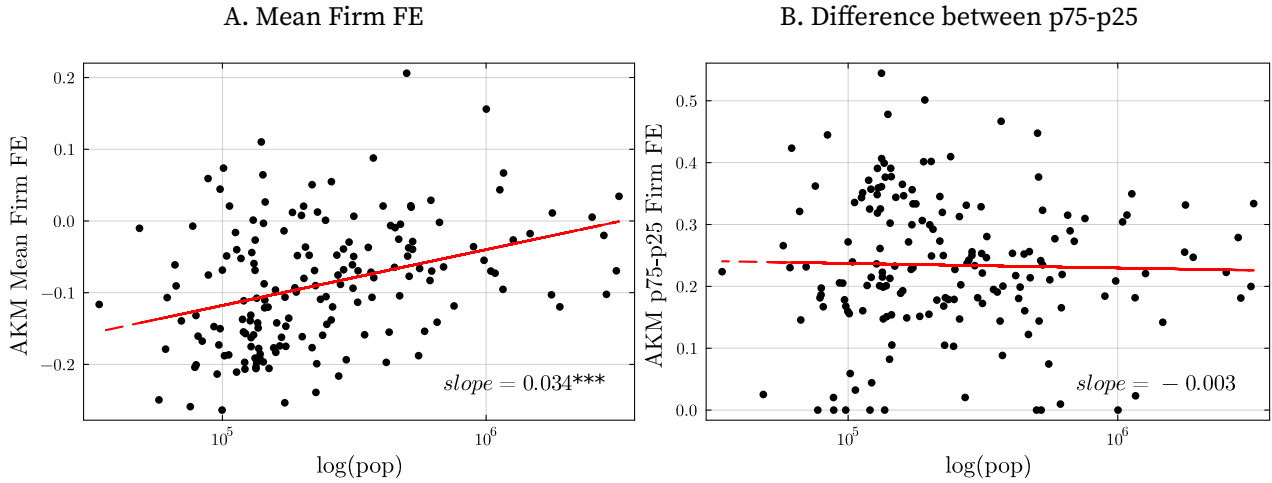 A. Mean Firm FE
AKM Mean Firm FE
0.2
0.1
0.0
−0.1
−0.2
slope = 0.034***
10^5
10^6
log(pop)
B. Difference between p75-p25
AKM p75-p25 Firm FE
0.5
0.4
0.3
0.2
0.1
0.0
slope = − 0.003
10^5
10^6
log(pop)